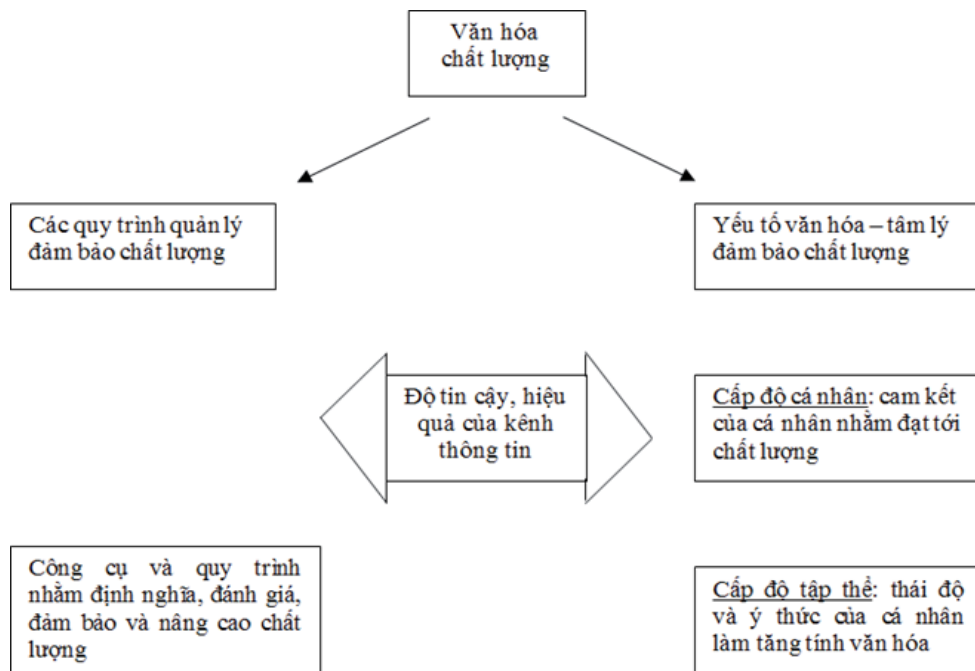 Văn hóa
chất lượng
Các quy trình quản lý
đảm bảo chất lượng
Yếu tố văn hóa – tâm lý
đảm bảo chất lượng
Độ tin cậy, hiệu
quả của kênh
thông tin
Cấp độ cá nhân: cam kết
của cá nhân nhằm đạt tới
chất lượng
Công cụ và quy trình
nhằm định nghĩa, đánh giá,
đảm bảo và nâng cao chất
lượng
Cấp độ tập thể: thái độ
và ý thức của cá nhân
làm tăng tính văn hóa